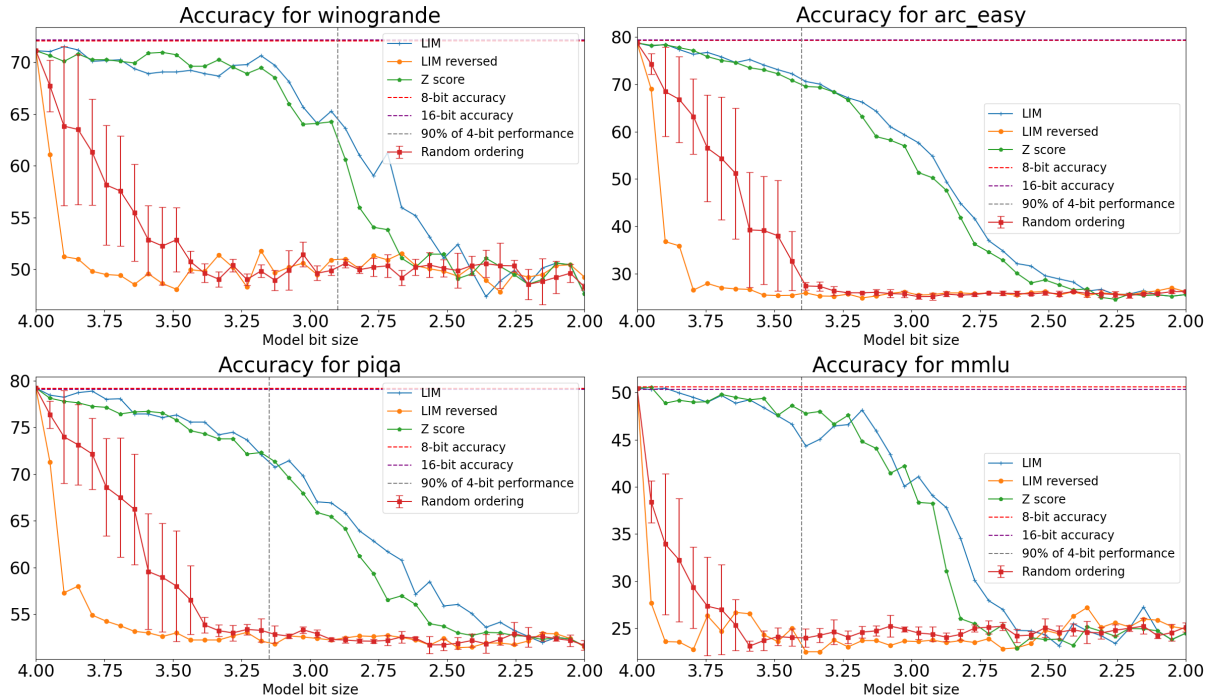 Accuracy for winogrande
70
65
60
55
50
4.00 3.75 3.50 3.25 3.00 2.75 2.50 2.25 2.00
Model bit size
LIM
LIM reversed
Z score
8-bit accuracy
16-bit accuracy
90% of 4-bit performance
Random ordering
Accuracy for arc_easy
80
70
60
50
40
30
4.00 3.75 3.50 3.25 3.00 2.75 2.50 2.25 2.00
Model bit size
LIM
LIM reversed
Z score
8-bit accuracy
16-bit accuracy
90% of 4-bit performance
Random ordering
Accuracy for piqa
80
75
70
65
60
55
4.00 3.75 3.50 3.25 3.00 2.75 2.50 2.25 2.00
Model bit size
LIM
LIM reversed
Z score
8-bit accuracy
16-bit accuracy
90% of 4-bit performance
Random ordering
Accuracy for mmlu
50
45
40
35
30
25
4.00 3.75 3.50 3.25 3.00 2.75 2.50 2.25 2.00
Model bit size
LIM
LIM reversed
Z score
8-bit accuracy
16-bit accuracy
90% of 4-bit performance
Random ordering